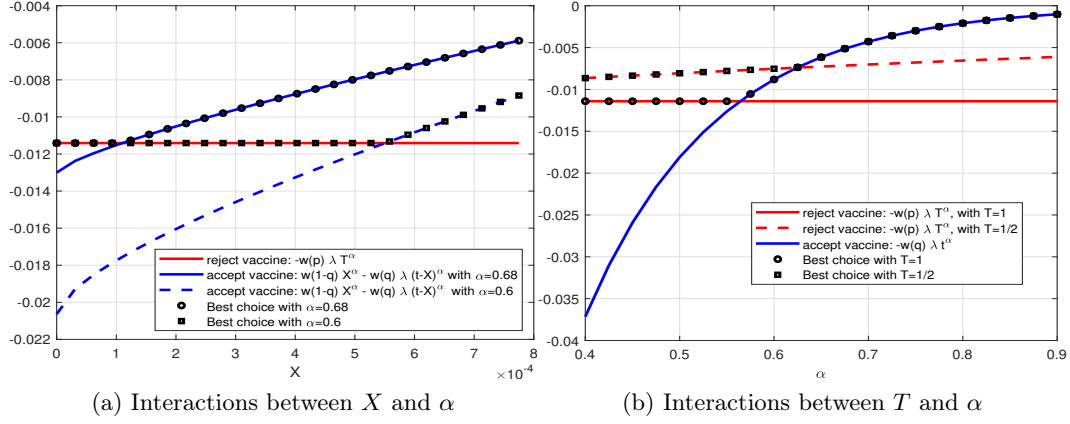 -0.004
-0.006
-0.008
-0.01
-0.012
-0.014
-0.016
-0.018
-0.02
-0.022
0 1 2 3 4 5 6 7 8
X
×10^-4
reject vaccine: -w(p) λ T^α
accept vaccine: w(1-q) X^α - w(q) λ (t-X)^α with α=0.68
accept vaccine: w(1-q) X^α - w(q) λ (t-X)^α with α=0.6
Best choice with α=0.68
Best choice with α=0.6
(a) Interactions between X and α
0
-0.005
-0.01
-0.015
-0.02
-0.025
-0.03
-0.035
-0.04
0.4 0.5 0.6 0.7 0.8 0.9
α
reject vaccine: -w(p) λ T^α, with T=1
reject vaccine: -w(p) λ T^α, with T=1/2
accept vaccine: -w(q) λ t^α
Best choice with T=1
Best choice with T=1/2
(b) Interactions between T and α